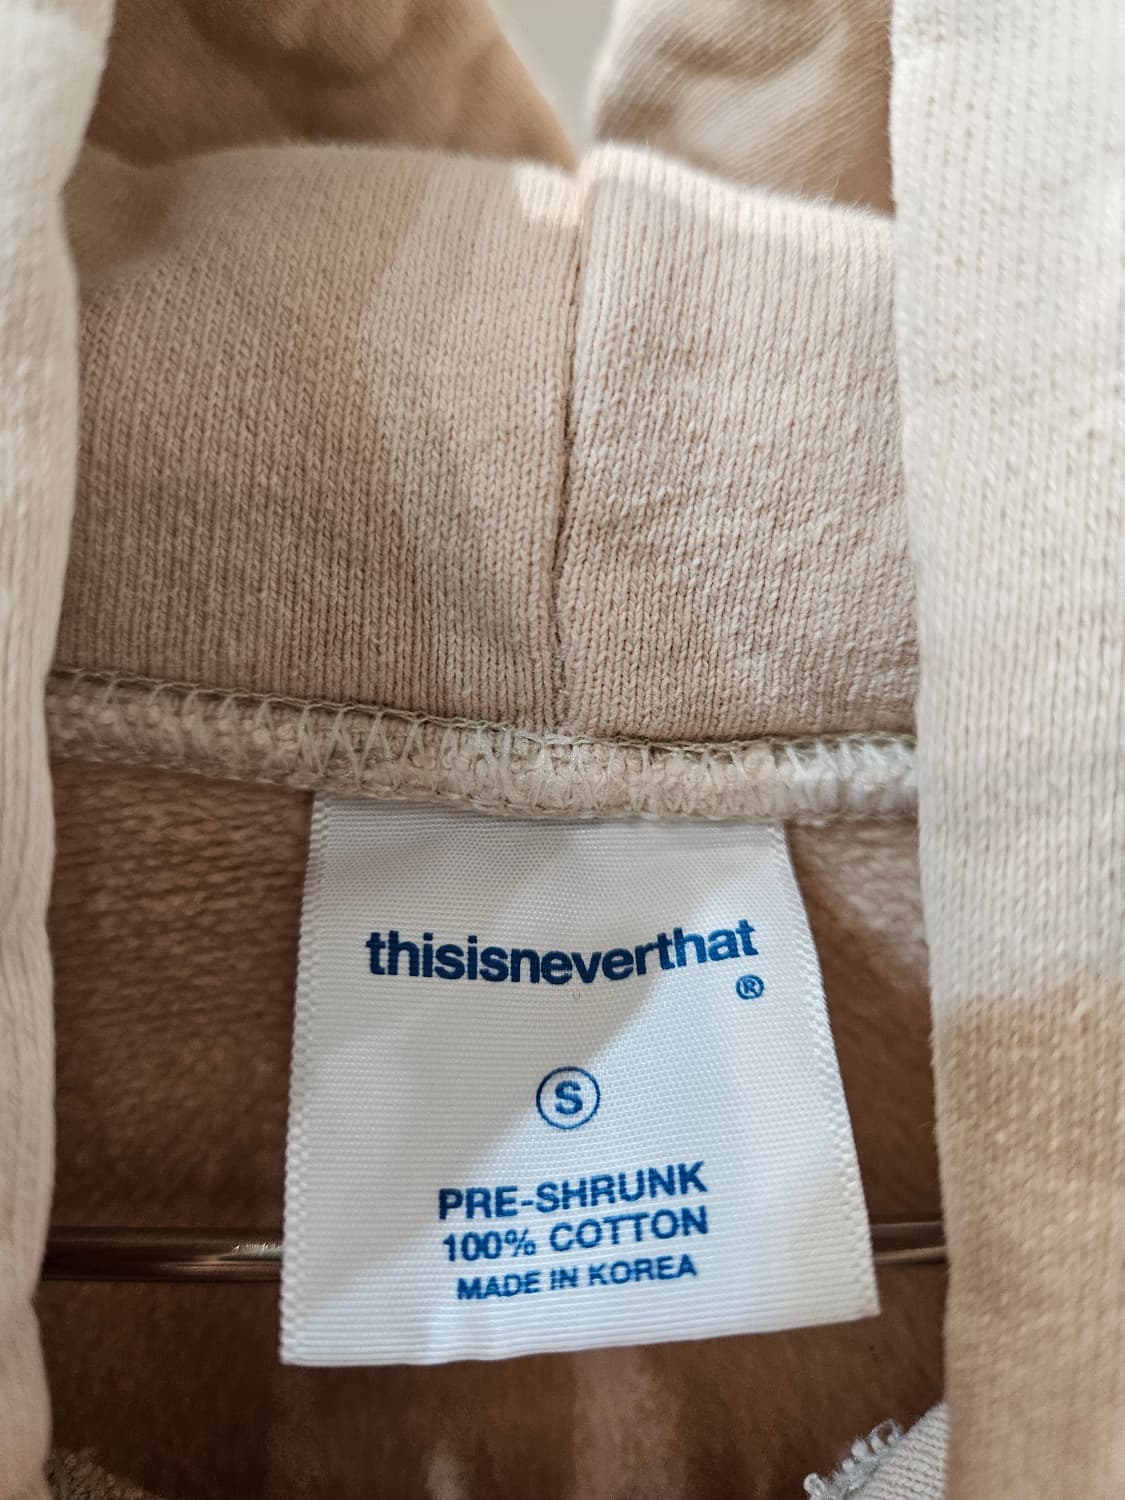 thisisneverthat
®
S
PRE-SHRUNK
100% COTTON
MADE IN KOREA